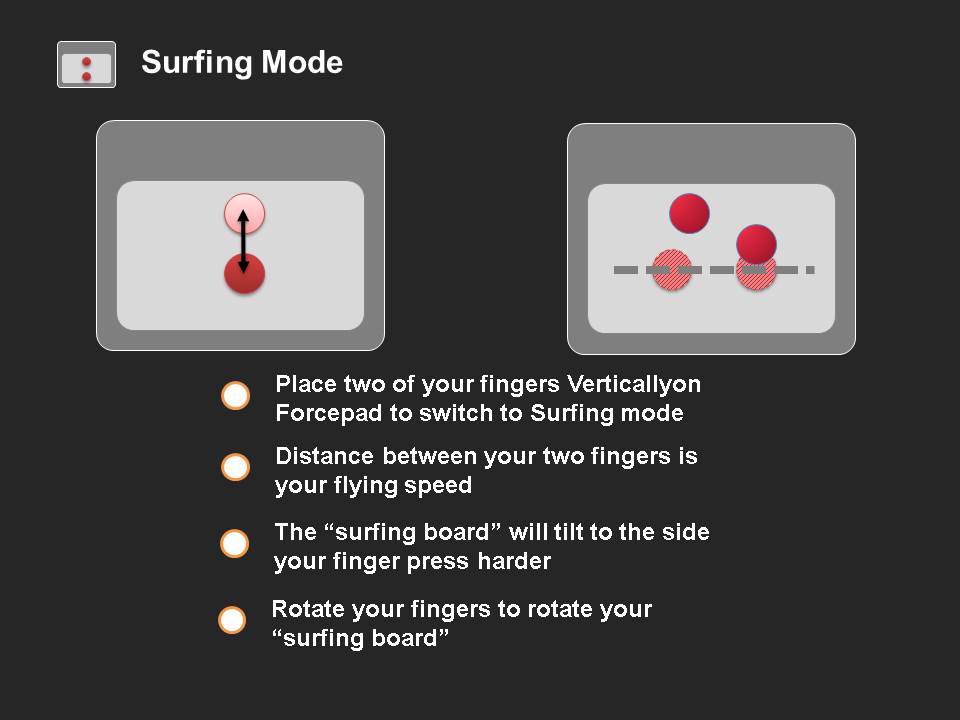 Surfing Mode
Place two of your fingers Verticallyon
Forcepad to switch to Surfing mode
Distance between your two fingers is
your flying speed
The “surfing board” will tilt to the side
your finger press harder
Rotate your fingers to rotate your
“surfing board”